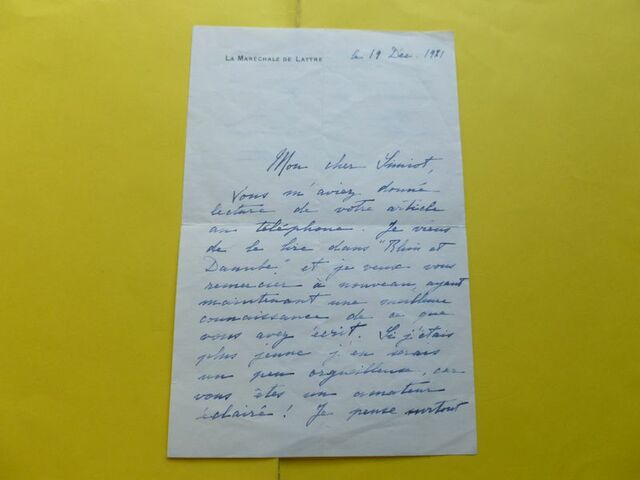 LA MARÉCHALE DE LATTRE
le 19 Déc. 1981
Mon cher Simiot,
Vous m'aviez donné
lecture de votre article
au téléphone. Je viens
de le lire dans "Rhin et
Danube" et je veux vous
remercier à nouveau, ayant
maintenant une meilleure
connaissance de ce que
vous avez écrit. Si j'étais
plus jeune j'en serais
un peu orgueilleuse, car
vous êtes un amateur
éclairé ! Je pense surtout